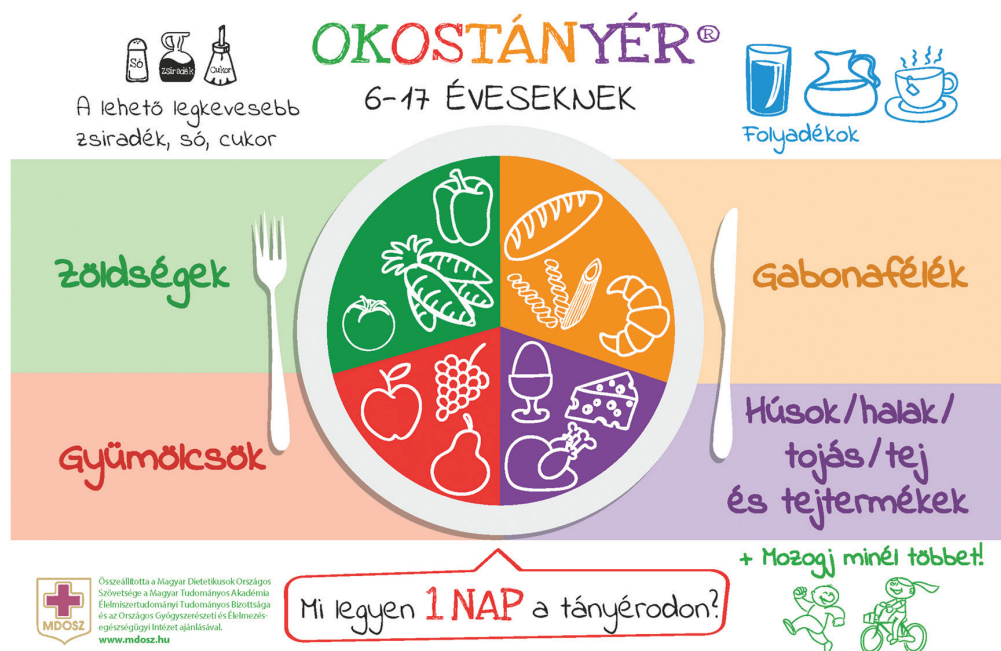 OKOSTÁNYÉR®
6-17 ÉVESEKNEK
Só
Zsiradék
Cukor
A lehető legkevesebb
zsiradék, só, cukor
Folyadékok
Zöldségek
Gabonafélék
Gyümölcsök
Húsok/halak/
tojás/tej
és tejtermékek
+ Mozogj minél többet!
Mi legyen 1 NAP a tányérodon?
MDOSZ
Összeállította a Magyar Dietetikusok Országos
Szövetsége a Magyar Tudományos Akadémia
Élelmiszertudományi Tudományos Bizottsága
és az Országos Gyógyszerészeti és Élelmezés-
egészségügyi Intézet ajánlásával.
www.mdosz.hu